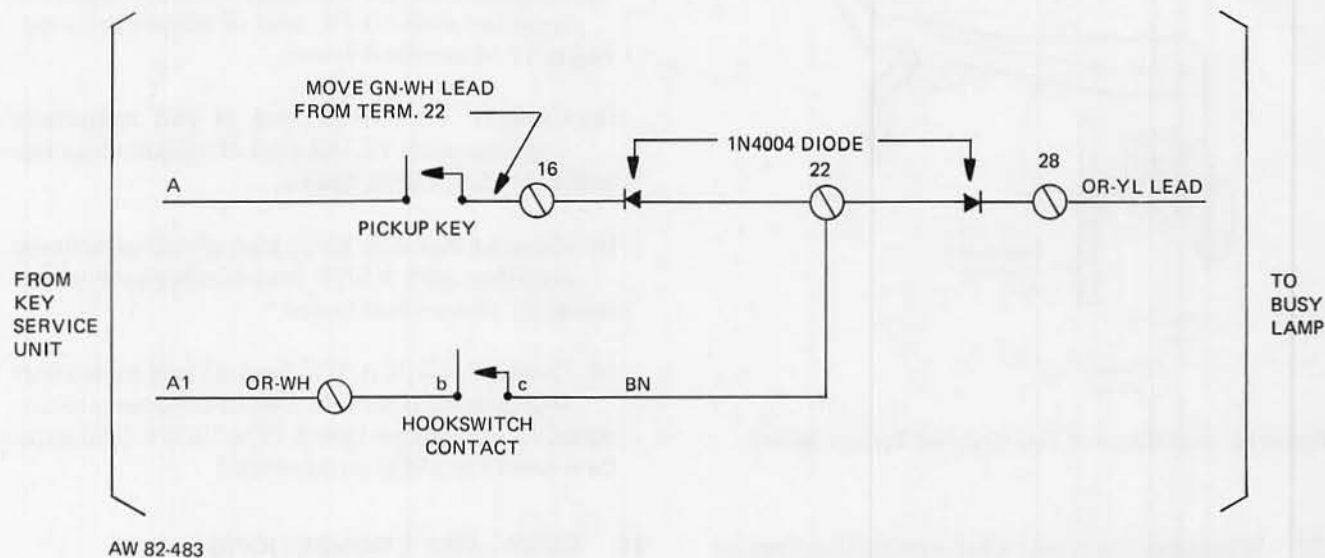 MOVE GN-WH LEAD
FROM TERM. 22
1N4004 DIODE
A
16
22
28
OR-YL LEAD
PICKUP KEY
FROM
KEY
SERVICE
UNIT
TO
BUSY
LAMP
A1
OR-WH
b
c
BN
HOOKSWITCH
CONTACT
AW 82-483